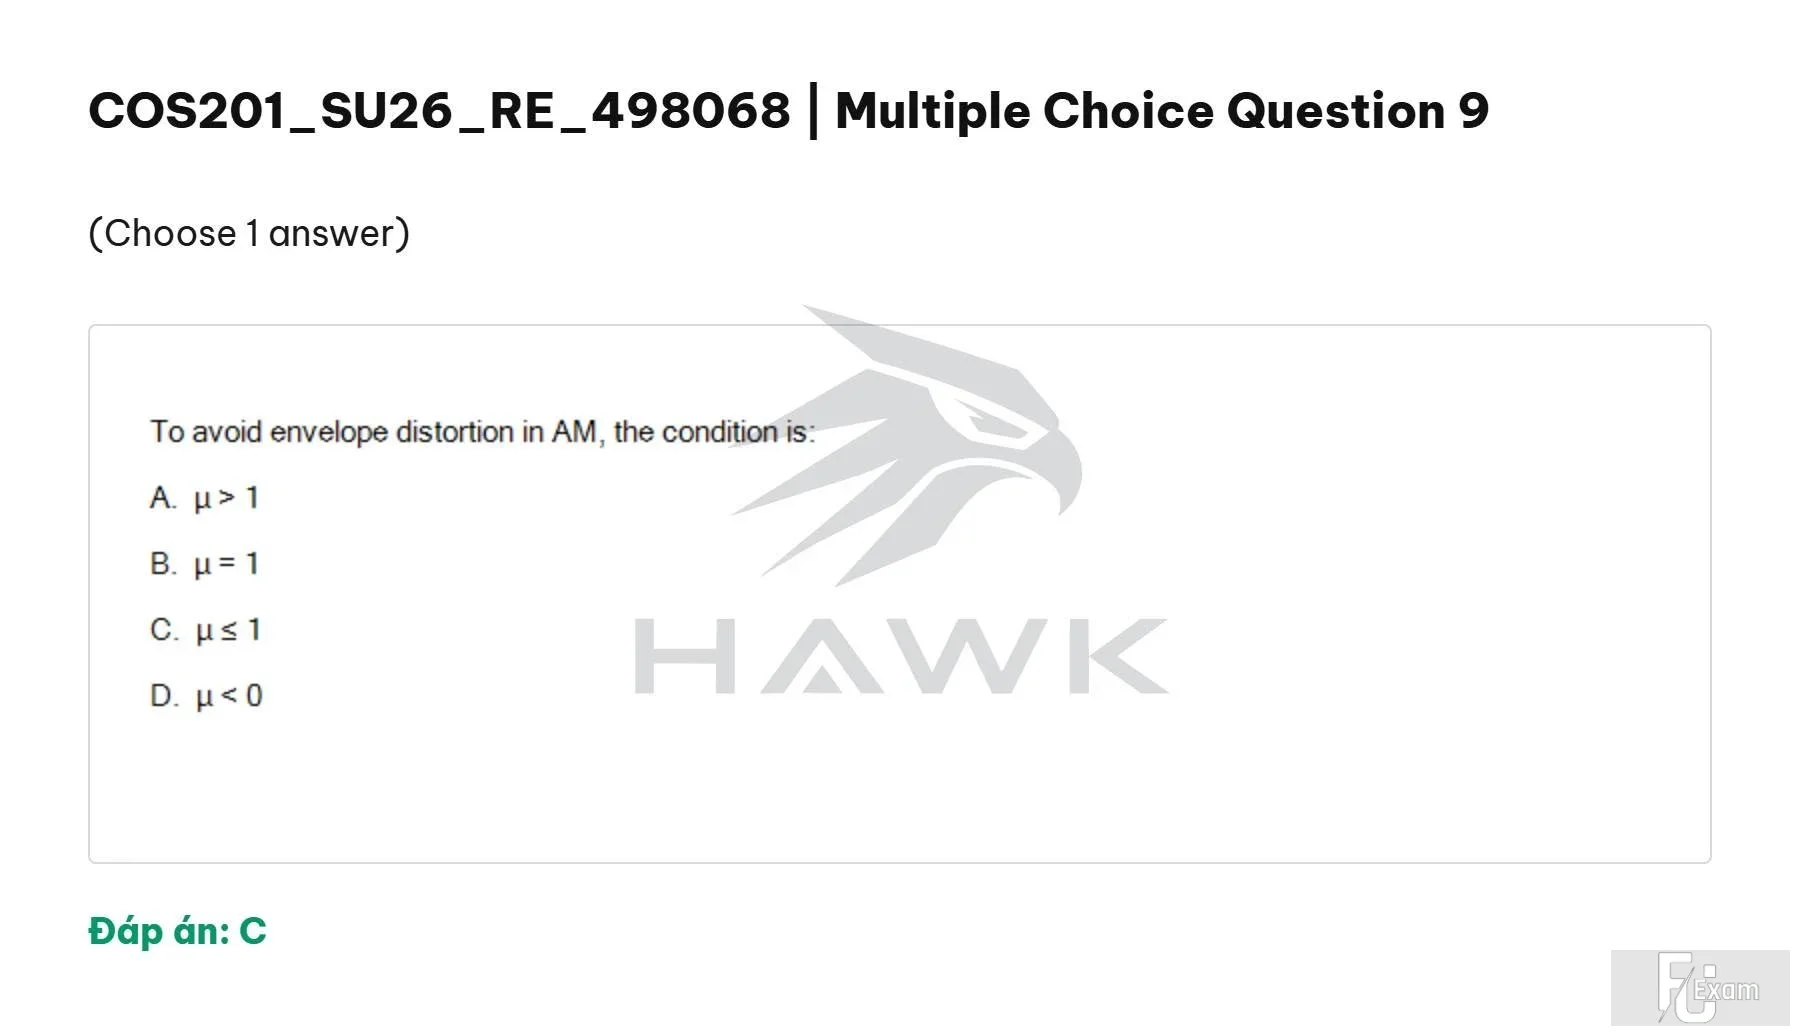 COS201_SU26_RE_498068 | Multiple Choice Question 9
(Choose 1 answer)
To avoid envelope distortion in AM, the condition is:
A. μ > 1
B. μ = 1
C. μ ≤ 1
D. μ < 0
HAWK
Đáp án: C
FU Exam